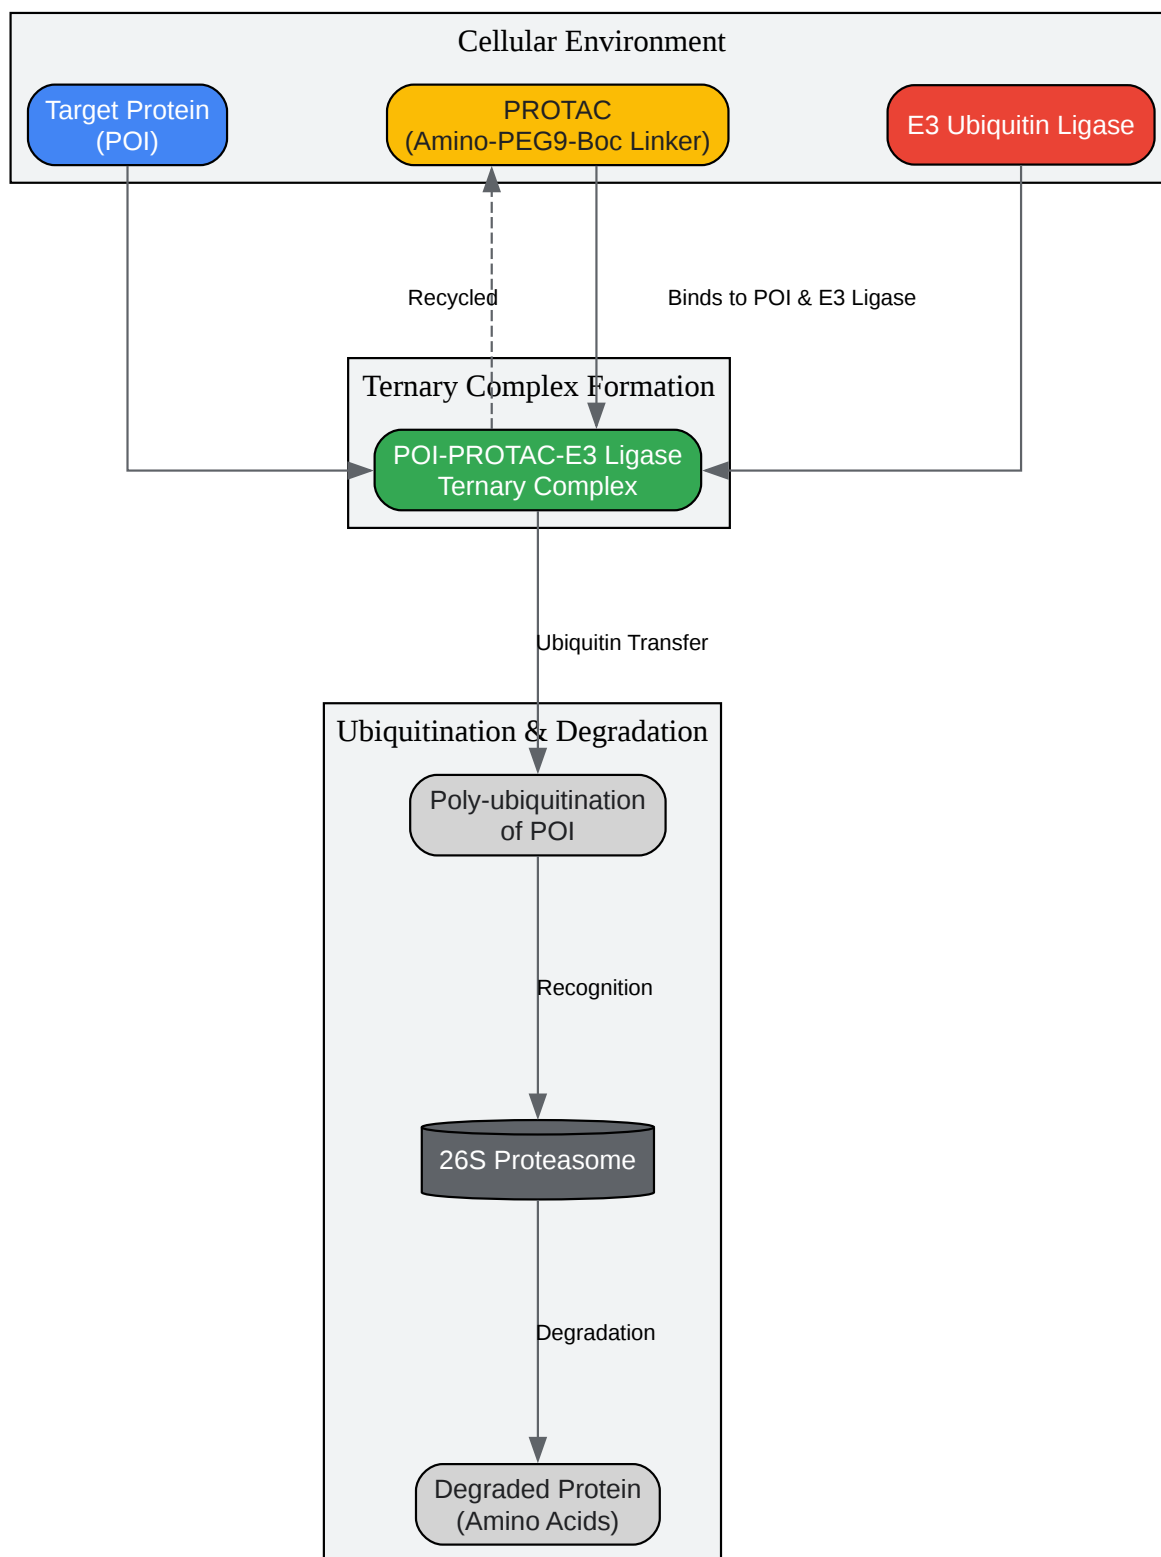 Cellular Environment
Target Protein
(POI)
PROTAC
(Amino-PEG9-Boc Linker)
E3 Ubiquitin Ligase
Recycled
Binds to POI & E3 Ligase
Ternary Complex Formation
POI-PROTAC-E3 Ligase
Ternary Complex
Ubiquitin Transfer
Ubiquitination & Degradation
Poly-ubiquitination
of POI
Recognition
26S Proteasome
Degradation
Degraded Protein
(Amino Acids)